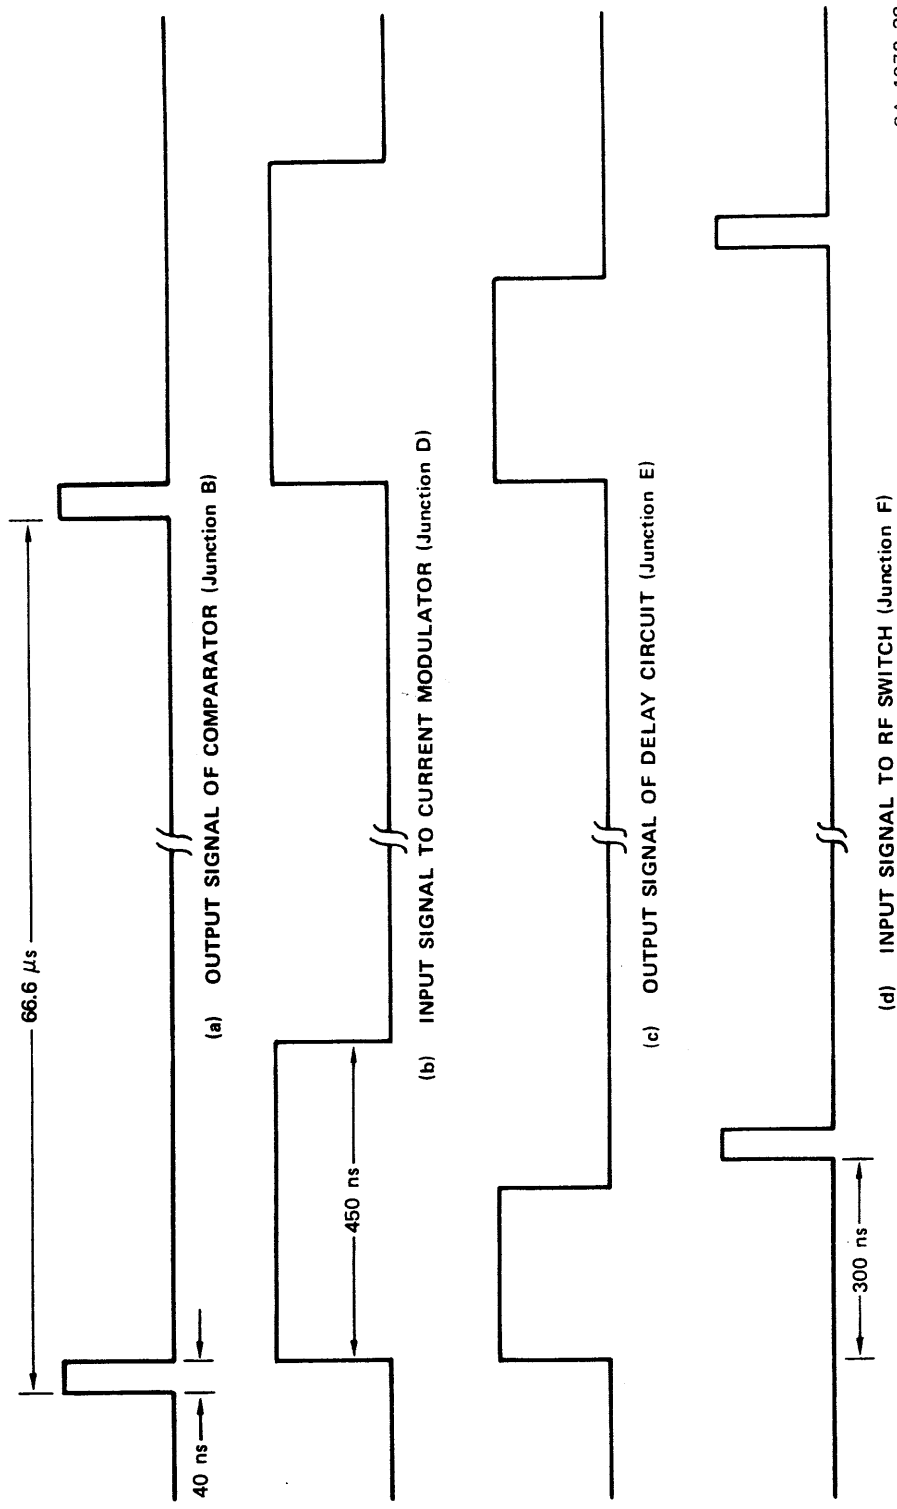 66.6 μs
40 ns
(a) OUTPUT SIGNAL OF COMPARATOR (Junction B)
450 ns
(b) INPUT SIGNAL TO CURRENT MODULATOR (Junction D)
(c) OUTPUT SIGNAL OF DELAY CIRCUIT (Junction E)
300 ns
(d) INPUT SIGNAL TO RF SWITCH (Junction F)